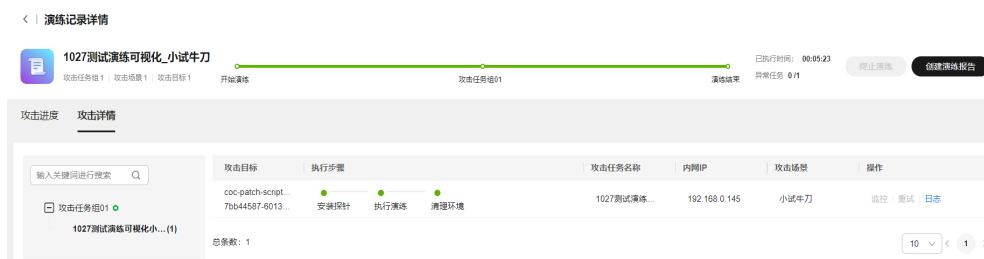 演练记录详情
1027测试演练可视化_小试牛刀
攻击任务组1 攻击场景1 攻击目标1
开始演练 攻击任务组01 演练结束
已执行时间: 00:05:23
异常任务 0 /1
终止演练 创建演练报告
攻击进度 攻击详情
输入关键词进行搜索
攻击任务组01
1027测试演练可视化小...(1)
攻击目标 执行步骤 攻击任务名称 内网IP 攻击场景 操作
coc-patch-script...
7bb44587-6013...
安装探针 执行演练 清理环境
1027测试演练... 192.168.0.145 小试牛刀 监控 重试 日志
总条数: 1
10 1